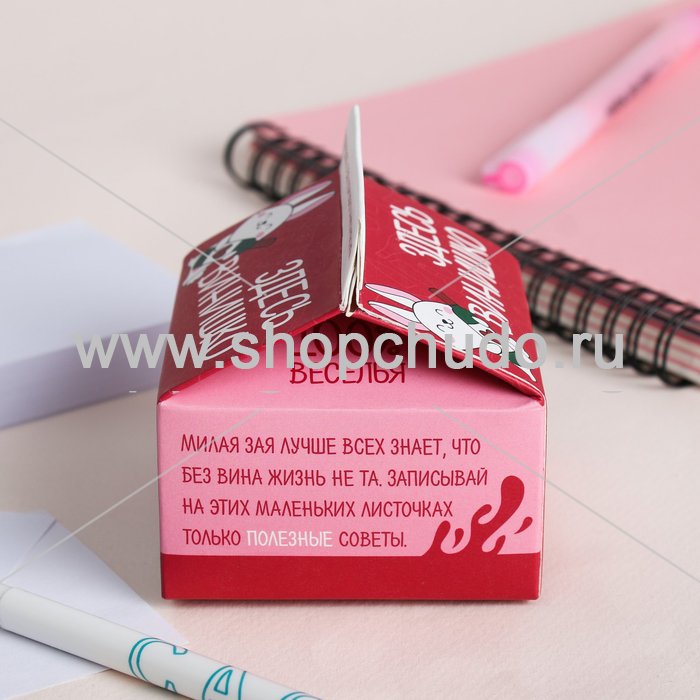 ЗДЕСЬ
ВИНИШКО
ЗДЕСЬ
www.shopchudo.ru
ВЕСЕЛЬЯ
МИЛАЯ ЗАЯ ЛУЧШЕ ВСЕХ ЗНАЕТ, ЧТО
БЕЗ ВИНА ЖИЗНЬ НЕ ТА. ЗАПИСЫВАЙ
НА ЭТИХ МАЛЕНЬКИХ ЛИСТОЧКАХ
ТОЛЬКО ПОЛЕЗНЫЕ СОВЕТЫ.